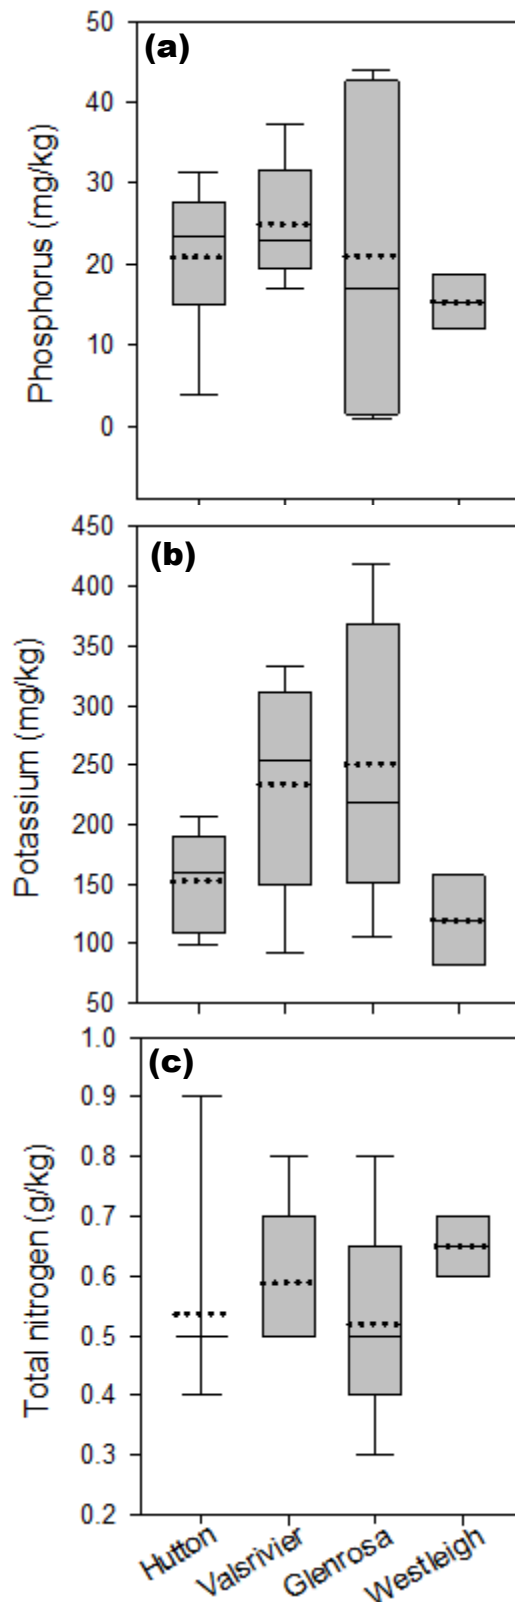 (a)
Phosphorus (mg/kg)
50
40
30
20
10
0
(b)
Potassium (mg/kg)
450
400
350
300
250
200
150
100
50
(c)
Total nitrogen (g/kg)
1.0
0.9
0.8
0.7
0.6
0.5
0.4
0.3
0.2
Hutton
Valsrivier
Glenrosa
Westleigh